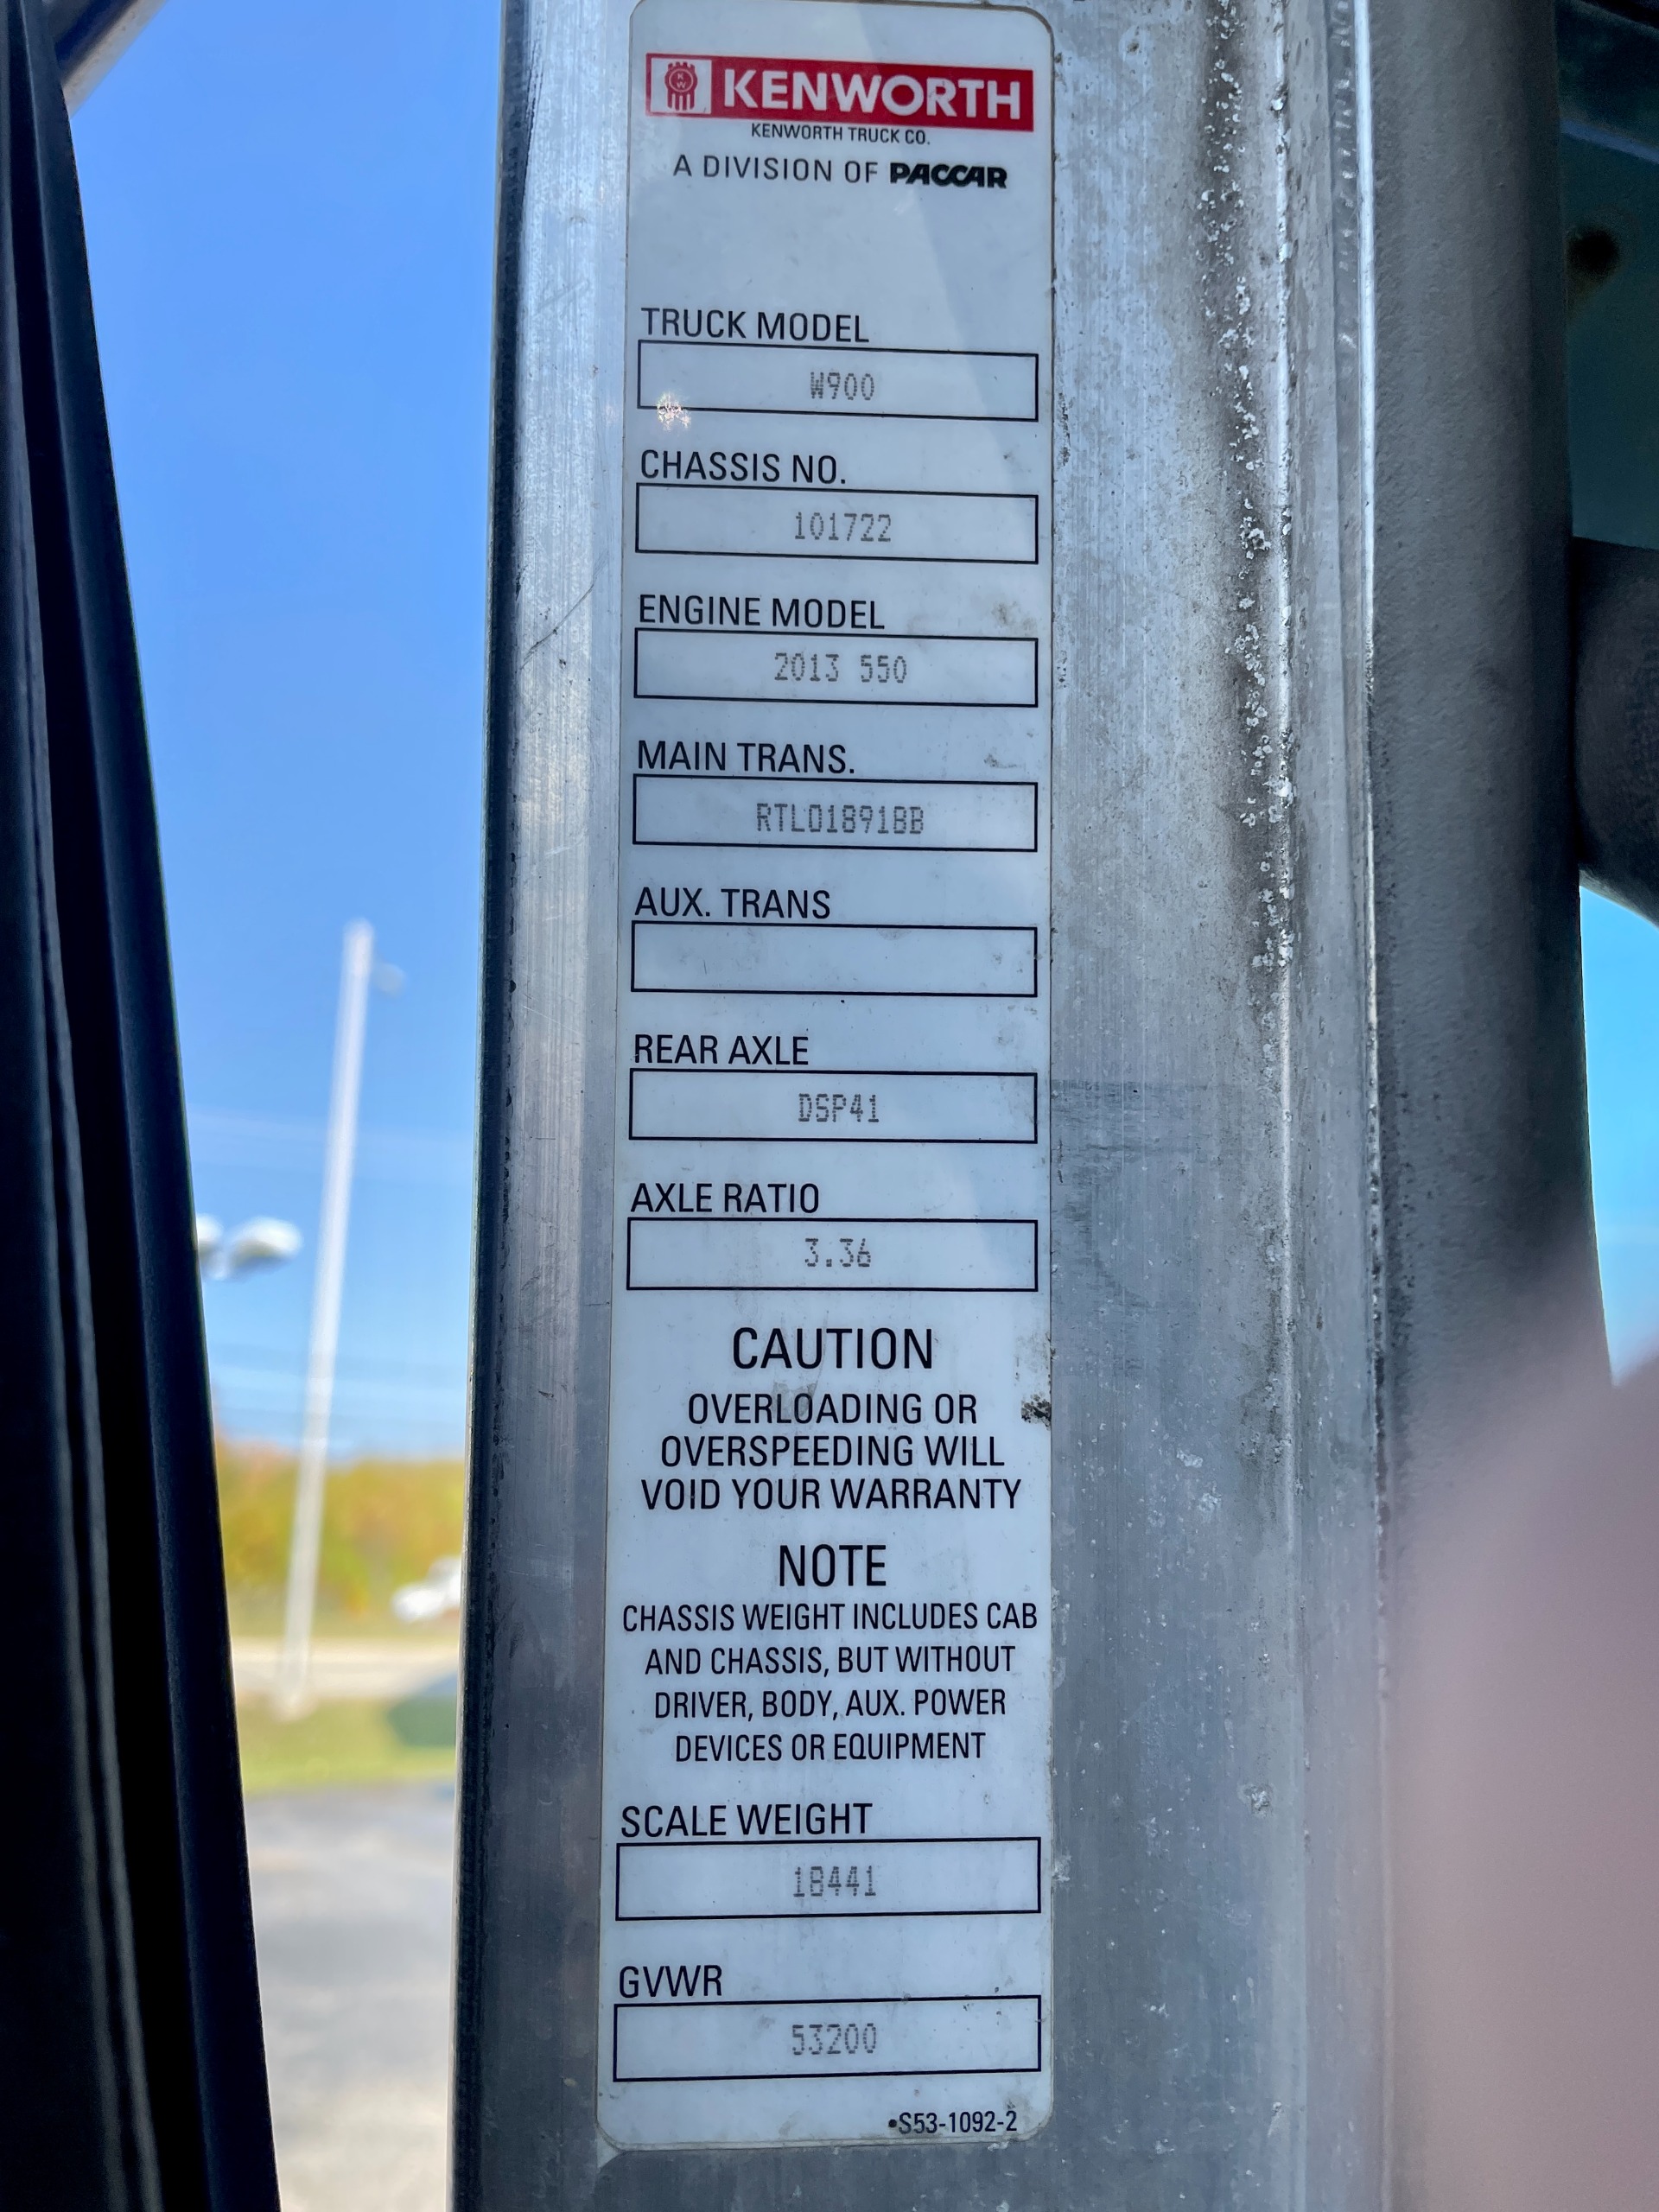 KENWORTH
KENWORTH TRUCK CO.
A DIVISION OF PACCAR
TRUCK MODEL
W900
CHASSIS NO.
101722
ENGINE MODEL
2013 550
MAIN TRANS.
RTLO18918B
AUX. TRANS
REAR AXLE
DSP41
AXLE RATIO
3.36
CAUTION
OVERLOADING OR
OVERSPEEDING WILL
VOID YOUR WARRANTY
NOTE
CHASSIS WEIGHT INCLUDES CAB
AND CHASSIS, BUT WITHOUT
DRIVER, BODY, AUX. POWER
DEVICES OR EQUIPMENT
SCALE WEIGHT
18441
GVWR
53200
•S53-1092-2